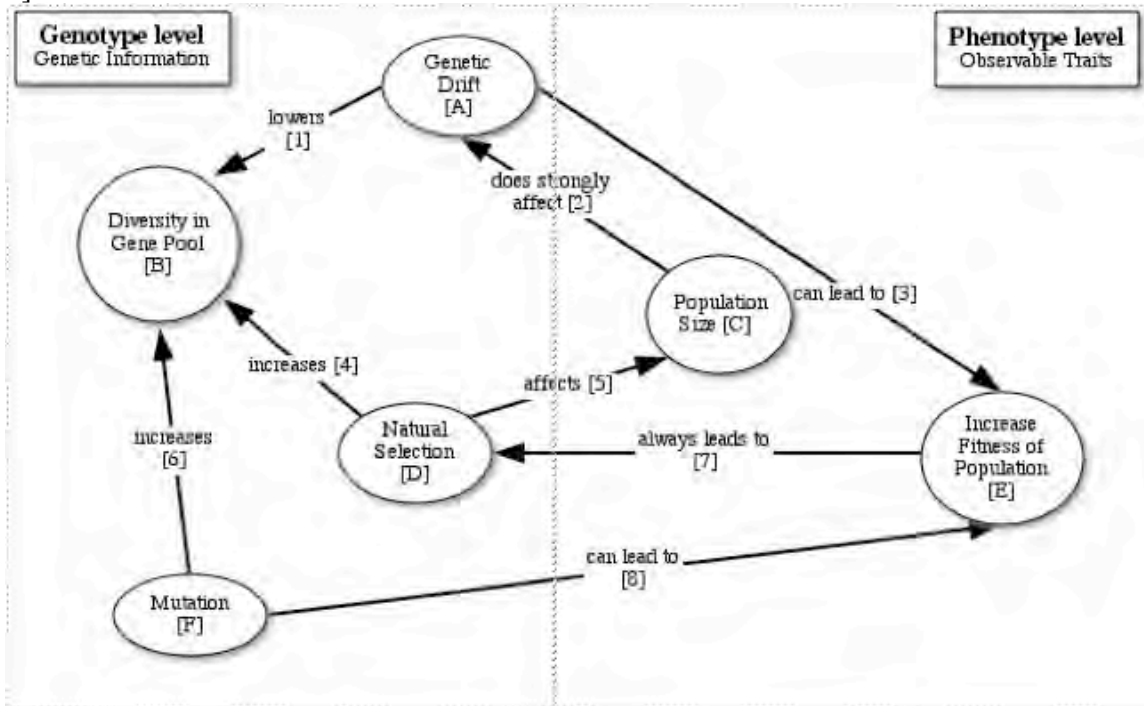 Genotype level
Genetic Information
Phenotype level
Observable Traits
Genetic
Drift
[A]
lowers
[1]
does strongly
affect [2]
Diversity in
Gene Pool
[B]
Population
Size [C]
can lead to [3]
increases [4]
affects [5]
Natural
Selection
[D]
always leads to
[7]
Increase
Fitness of
Population
[E]
increases
[6]
can lead to
[8]
Mutation
[F]